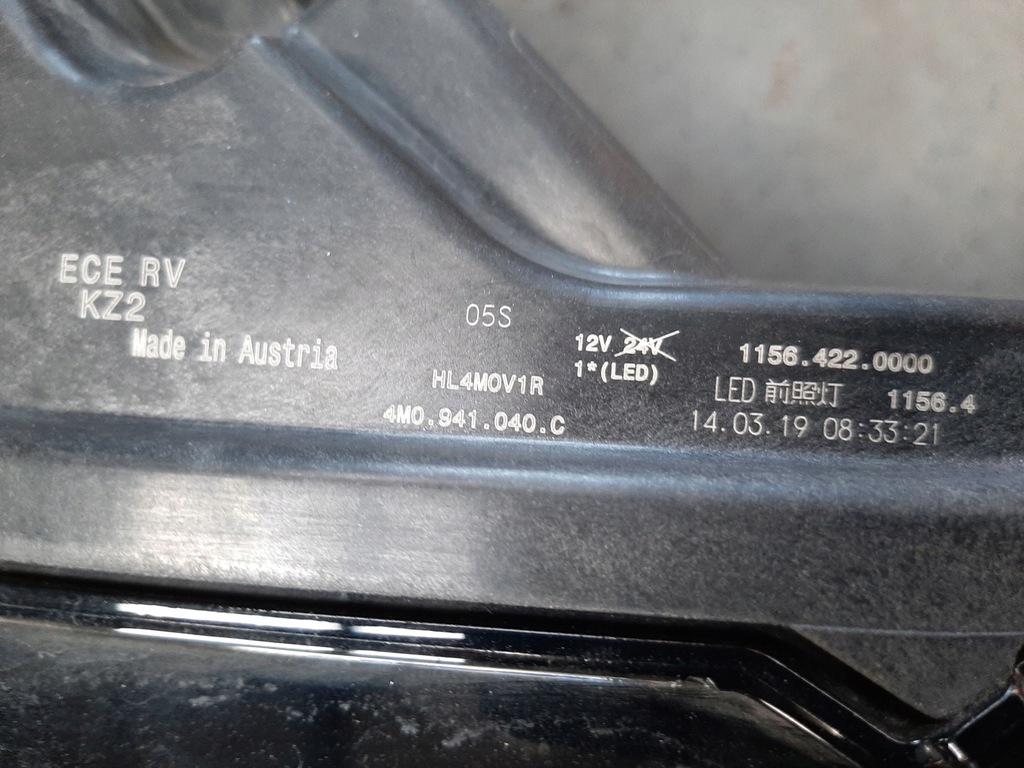 ECE RV
KZ2
Made in Austria
05S
HL4M0V1R
4M0.941.040.C
12V 24V
1*(LED)
1156.422.0000
LED 前照灯 1156.4
14.03.19 08:33:21